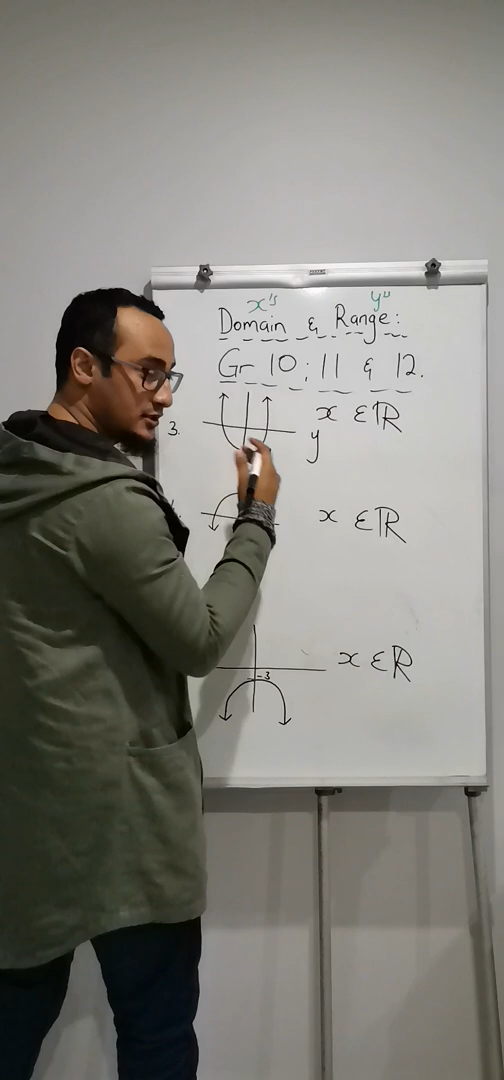 x's y's
Domain & Range:
Gr 10; 11 & 12.
3. x ∈ ℝ
y
x ∈ ℝ
x ∈ ℝ
-3